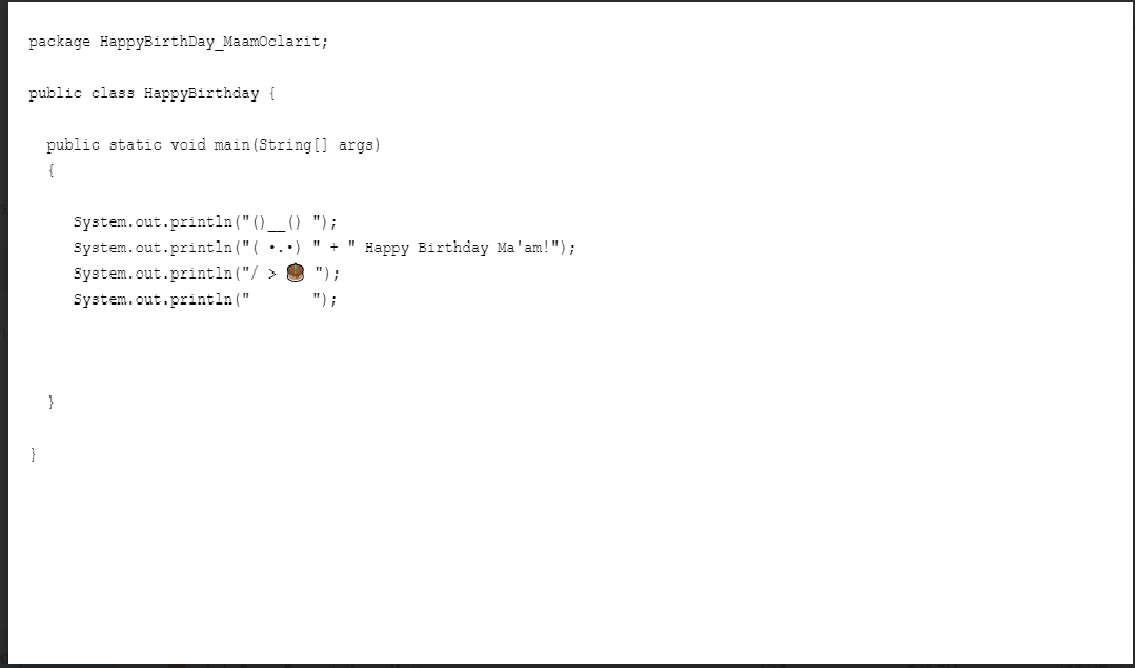 package HappyBirthDay_MaamOclarit;
public class HappyBirthday {
public static void main(String[] args)
{
System.out.println("()__() ");
System.out.println("( •.•) " + " Happy Birthday Ma'am!");
System.out.println("/ > 🎂 ");
System.out.println("       ");
}
}